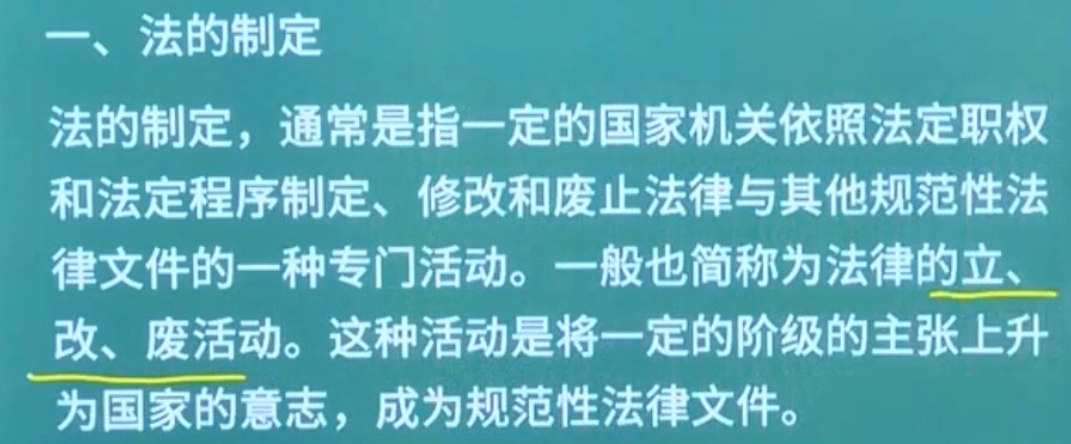 一、法的制定
法的制定，通常是指一定的国家机关依照法定职权
和法定程序制定、修改和废止法律与其他规范性法
律文件的一种专门活动。一般也简称为法律的立、
改、废活动。这种活动是将一定的阶级的主张上升
为国家的意志，成为规范性法律文件。